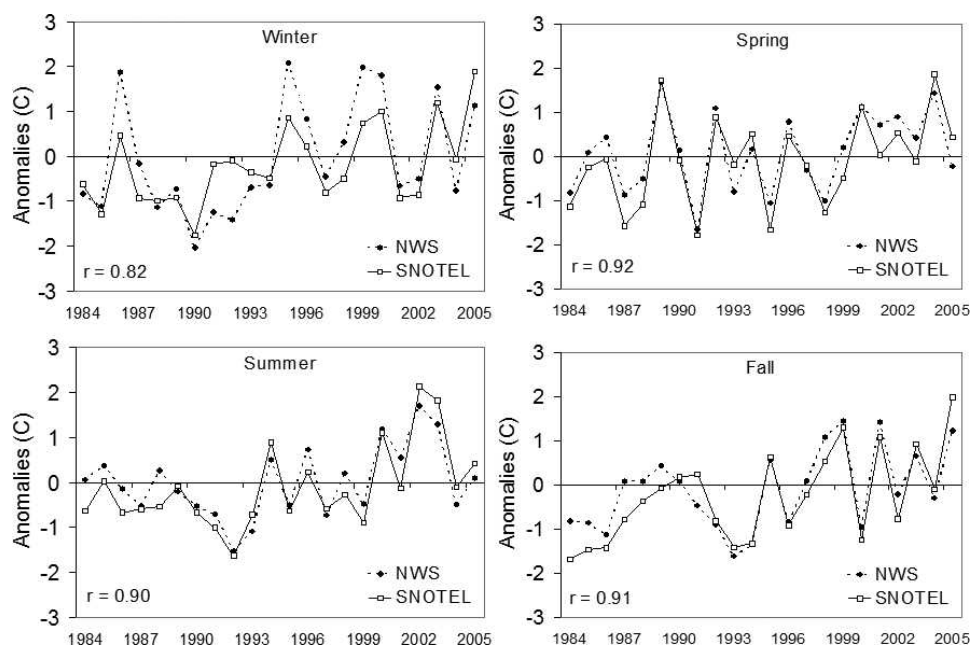 Winter
Anomalies (C)
3
2
1
0
-1
-2
-3
NWS
SNOTEL
r = 0.82
1984 1987 1990 1993 1996 1999 2002 2005
Spring
Anomalies (C)
3
2
1
0
-1
-2
-3
NWS
SNOTEL
r = 0.92
1984 1987 1990 1993 1996 1999 2002 2005
Summer
Anomalies (C)
3
2
1
0
-1
-2
-3
NWS
SNOTEL
r = 0.90
1984 1987 1990 1993 1996 1999 2002 2005
Fall
Anomalies (C)
3
2
1
0
-1
-2
-3
NWS
SNOTEL
r = 0.91
1984 1987 1990 1993 1996 1999 2002 2005